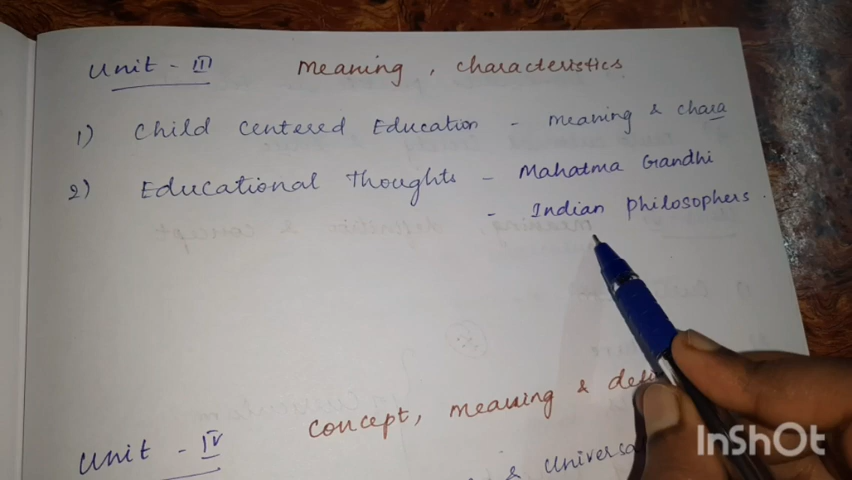 Unit - III Meaning, characteristics
1) Child Centered Education - meaning & chara
2) Educational Thoughts - Mahatma Gandhi
- Indian philosophers.
Unit - IV Concept, meaning & 
& Universa
InShOt